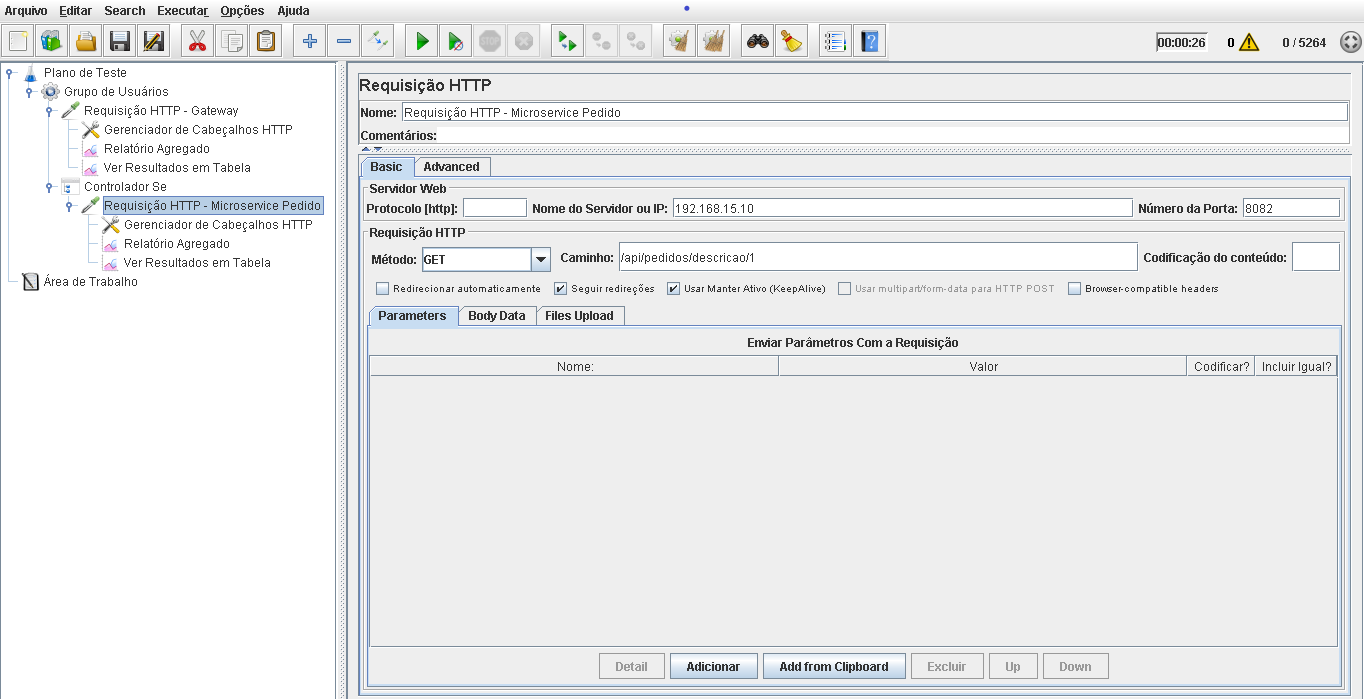 Arquivo Editar Search Executar Opções Ajuda
STOP
00:00:26 0 0 / 5264
Plano de Teste
Grupo de Usuários
Requisição HTTP - Gateway
Gerenciador de Cabeçalhos HTTP
Relatório Agregado
Ver Resultados em Tabela
Controlador Se
Requisição HTTP - Microservice Pedido
Gerenciador de Cabeçalhos HTTP
Relatório Agregado
Ver Resultados em Tabela
Área de Trabalho
Requisição HTTP
Nome: Requisição HTTP - Microservice Pedido
Comentários:
Basic Advanced
Servidor Web
Protocolo [http]: Nome do Servidor ou IP: 192.168.15.10 Número da Porta: 8082
Requisição HTTP
Método: GET Caminho: /api/pedidos/descricao/1 Codificação do conteúdo:
Redirecionar automaticamente Seguir redireções Usar Manter Ativo (KeepAlive) Usar multipart/form-data para HTTP POST Browser-compatible headers
Parameters Body Data Files Upload
Enviar Parâmetros Com a Requisição
Nome: Valor Codificar? Incluir Igual?
Detail Adicionar Add from Clipboard Excluir Up Down